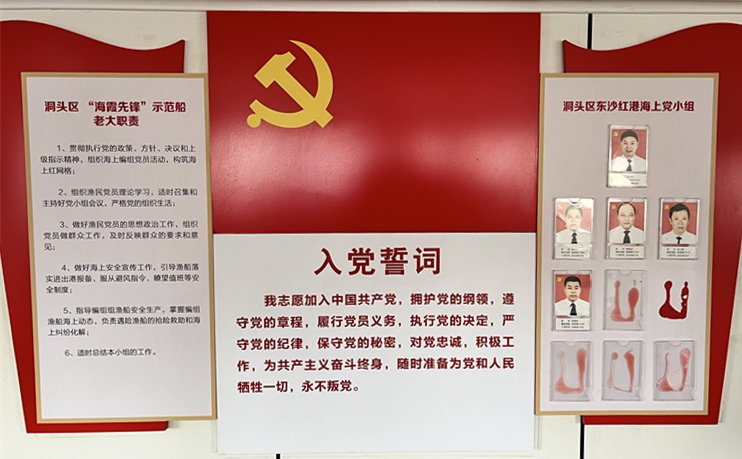 洞头区 “海霞先锋”示范船
老大职责
1、贯彻执行党的政策、方针、决议和上
级指示精神，组织海上编组党员活动，构筑海
上红网格；
2、组织渔民党员理论学习，适时召集和
主持好党小组会议，严格党的组织生活；
3、做好渔民党员的思想政治工作，组织
党员做群众工作，及时反映群众的要求和意
见；
4、做好海上安全宣传工作，引导渔船落
实进出港报备、服从避风指令、瞭望值班等安
全制度；
5、指导编组组渔船安全生产，掌握编组
渔船海上动态，负责遇险渔船的抢险救助和海
上纠纷化解；
6、适时总结本小组的工作。
入党誓词
我志愿加入中国共产党，拥护党的纲领，遵
守党的章程，履行党员义务，执行党的决定，严
守党的纪律，保守党的秘密，对党忠诚，积极工
作，为共产主义奋斗终身，随时准备为党和人民
牺牲一切，永不叛党。
洞头区东沙红港海上党小组